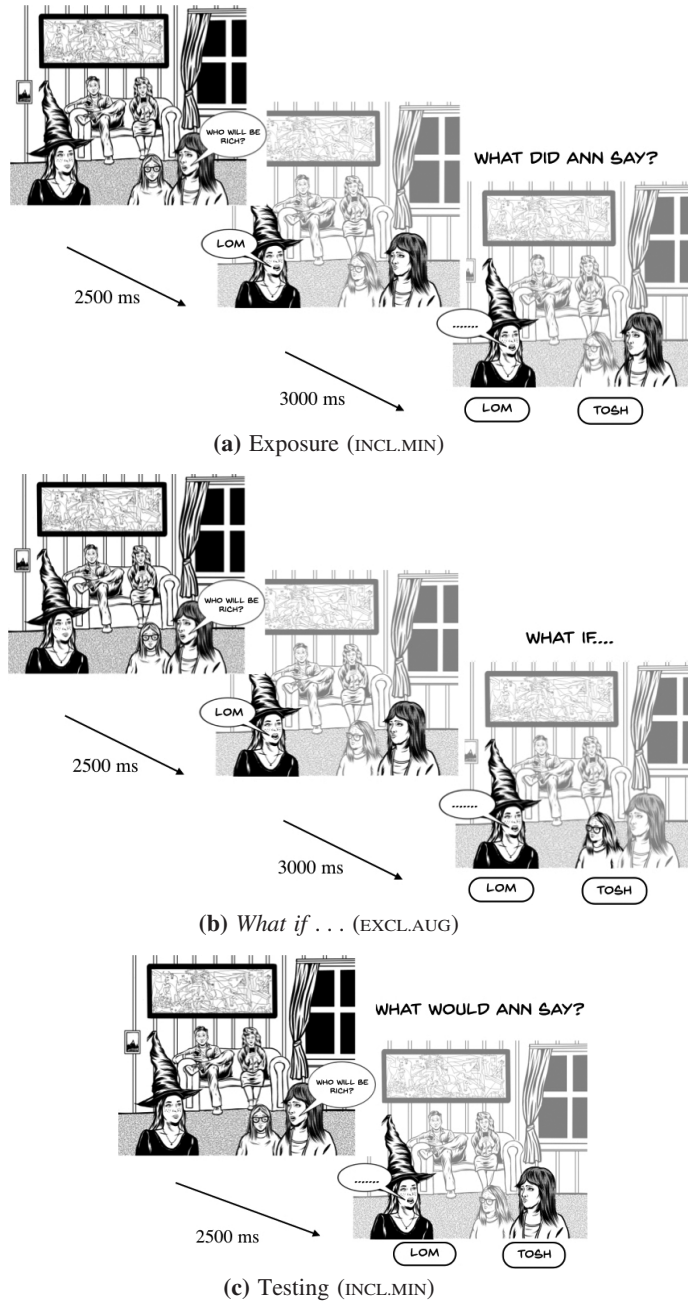 WHO WILL BE
RICH?
LOM
WHAT DID ANN SAY?
.......
2500 ms
3000 ms
LOM
TOSH
(a) Exposure (INCL.MIN)
WHO WILL BE
RICH?
LOM
WHAT IF....
.......
2500 ms
3000 ms
LOM
TOSH
(b) What if . . . (EXCL.AUG)
WHAT WOULD ANN SAY?
WHO WILL BE
RICH?
.......
2500 ms
LOM
TOSH
(c) Testing (INCL.MIN)